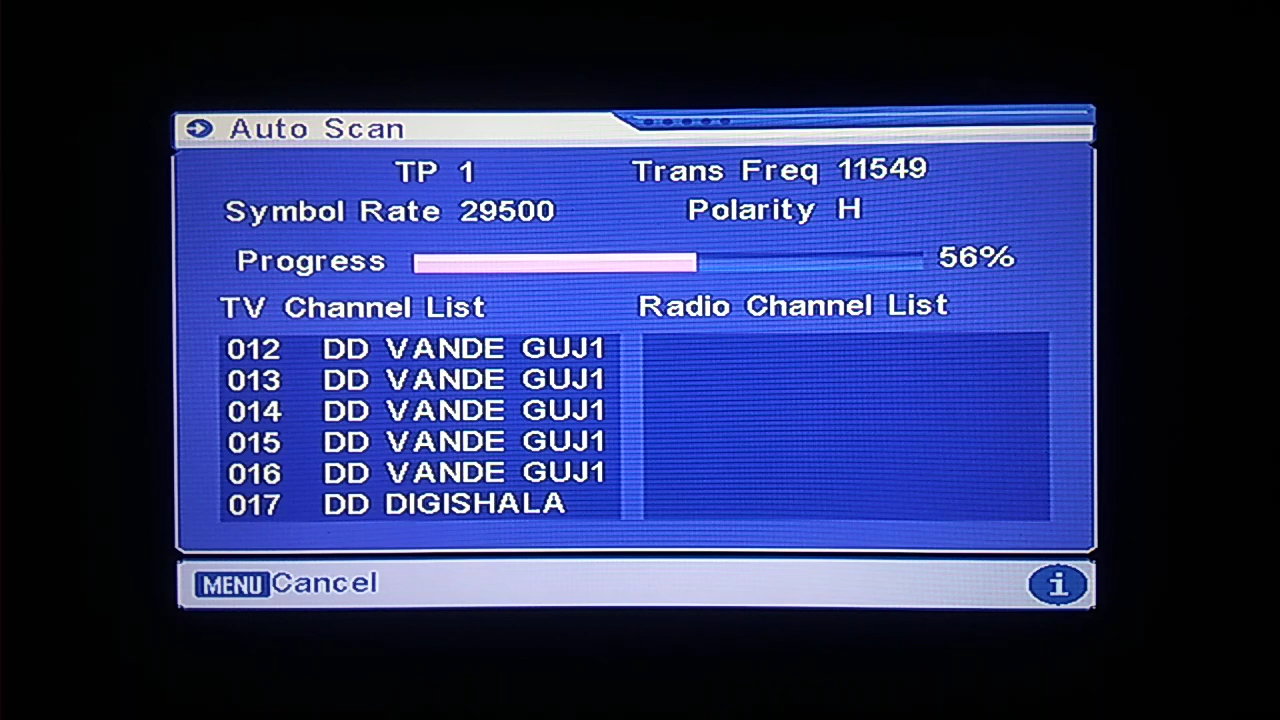 Auto Scan
TP 1 Trans Freq 11549
Symbol Rate 29500 Polarity H
Progress 56%
TV Channel List Radio Channel List
012 DD VANDE GUJ1
013 DD VANDE GUJ1
014 DD VANDE GUJ1
015 DD VANDE GUJ1
016 DD VANDE GUJ1
017 DD DIGISHALA
MENU Cancel i